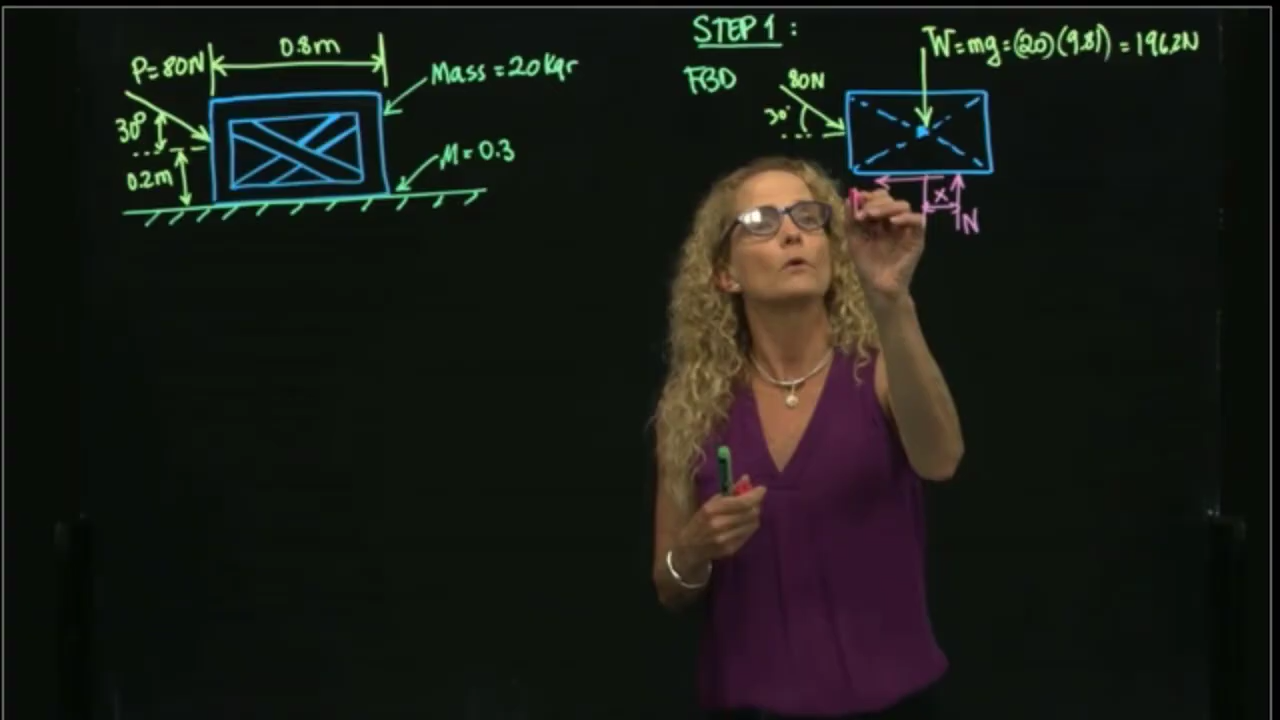 P=80N
0.8m
Mass = 20 Kgr
30°
0.2m
M = 0.3
STEP 1:
FBD
W=mg=(20)(9.81) = 196.2N
80N
30°
x
N